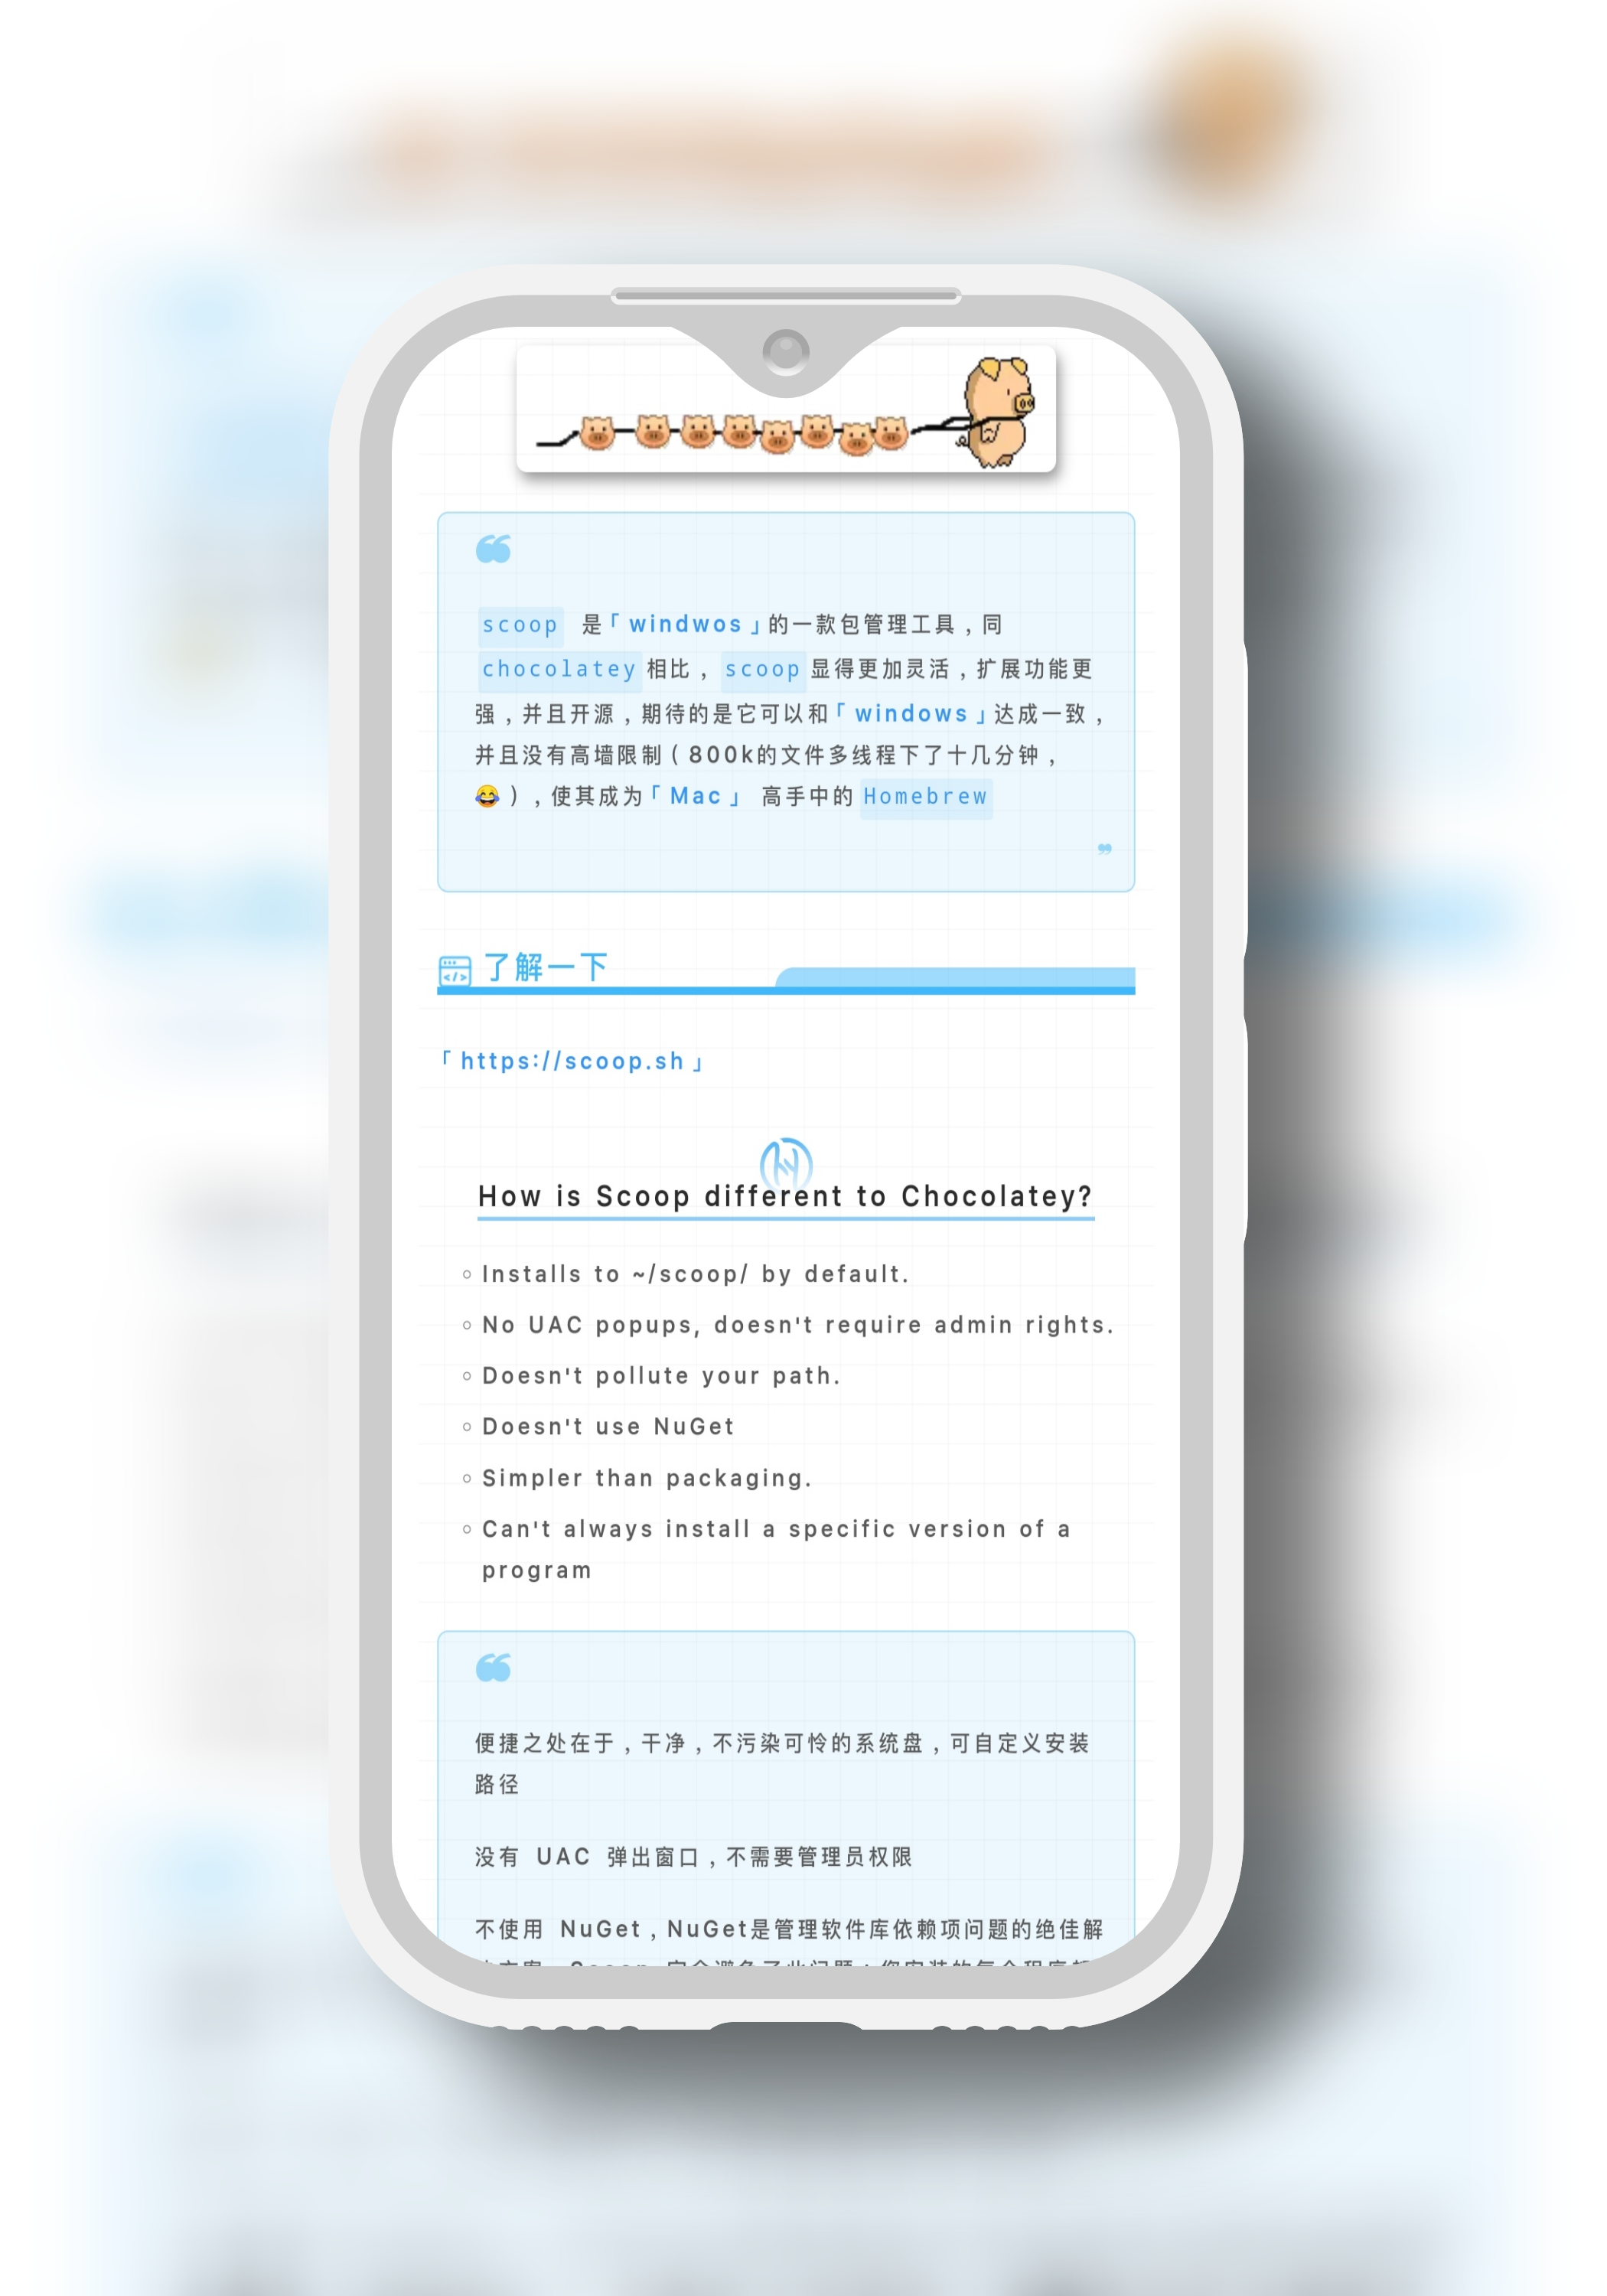 scoop 是「 windwos 」的一款包管理工具，同
chocolatey 相比， scoop 显得更加灵活，扩展功能更
强，并且开源，期待的是它可以和「 windows 」达成一致，
并且没有高墙限制（ 800k的文件多线程下了十几分钟，
😂 ），使其成为「 Mac 」 高手中的 Homebrew
了解一下
「 https://scoop.sh 」
How is Scoop different to Chocolatey?
Installs to ~/scoop/ by default.
No UAC popups, doesn't require admin rights.
Doesn't pollute your path.
Doesn't use NuGet
Simpler than packaging.
Can't always install a specific version of a
program
便捷之处在于，干净，不污染可怜的系统盘，可自定义安装
路径
没有 UAC 弹出窗口，不需要管理员权限
不使用 NuGet，NuGet是管理软件库依赖项问题的绝佳解